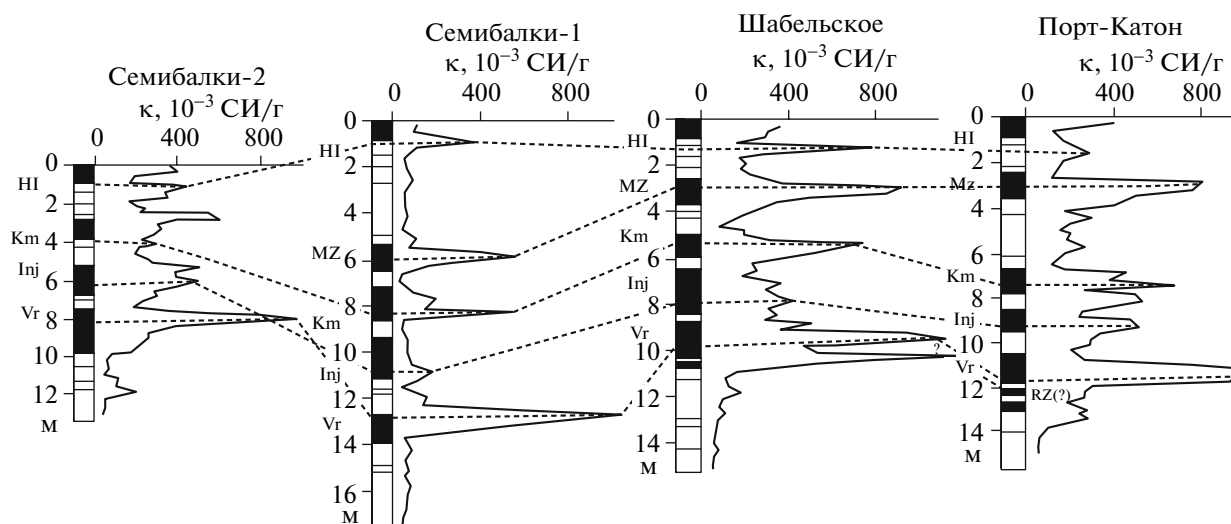 Семибалки-2
κ, 10⁻³ СИ/г
0 400 800
0
HI
2
Km
4
Inj
6
Vr
8
10
12
м
Семибалки-1
κ, 10⁻³ СИ/г
0 400 800
0
HI
2
4
MZ
6
8
Km
10
Inj
12
Vr
14
16
м
Шабельское
κ, 10⁻³ СИ/г
0 400 800
0
HI
2
MZ
4
Km
6
Inj
8
Vr
10
?
12
14
м
Порт-Катон
κ, 10⁻³ СИ/г
0 400 800
0
HI
2
Mz
4
6
Km
8
Inj
10
Vr
12
RZ(?)
14
м